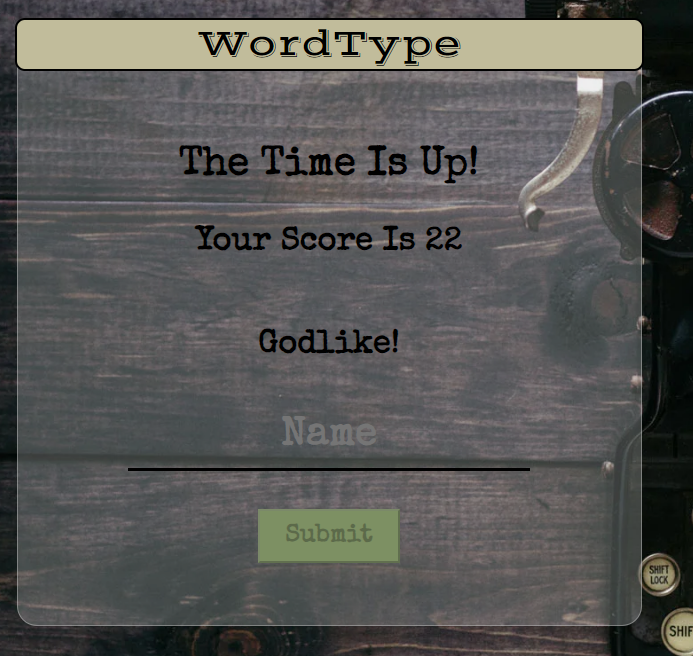 WordType
The Time Is Up!
Your Score Is 22
Godlike!
Name
Submit
SHIFT
LOCK
SHIF